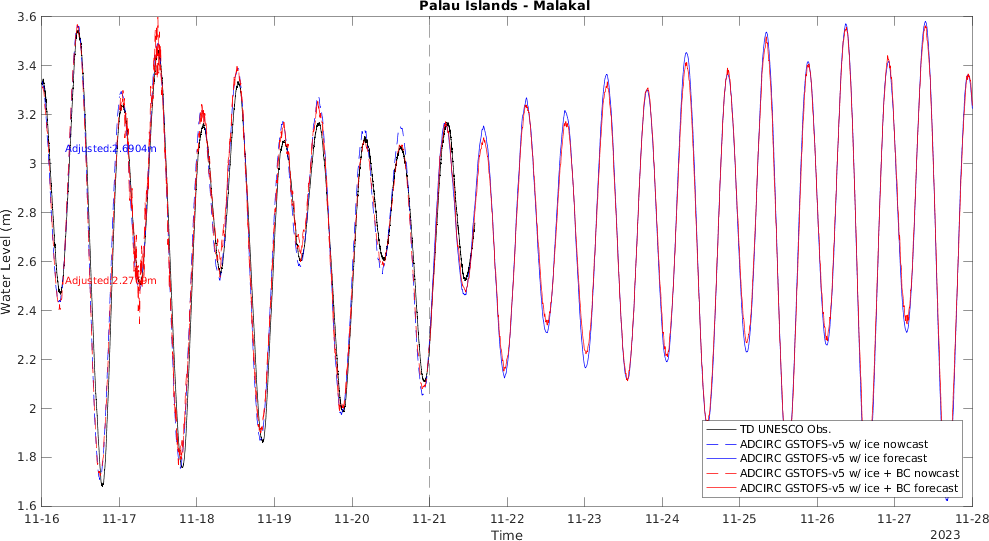 Palau Islands - Malakal
3.6
3.4
3.2
3
2.8
2.6
2.4
2.2
2
1.8
1.6
Water Level (m)
Adjusted:2.6904m
TD UNESCO Obs.
ADCIRC GSTOFS-v5 w/ ice nowcast
ADCIRC GSTOFS-v5 w/ ice forecast
ADCIRC GSTOFS-v5 w/ ice + BC nowcast
ADCIRC GSTOFS-v5 w/ ice + BC forecast
11-16
11-17
11-18
11-19
11-20
11-21
11-22
11-23
11-24
11-25
11-26
11-27
11-28
Time
2023